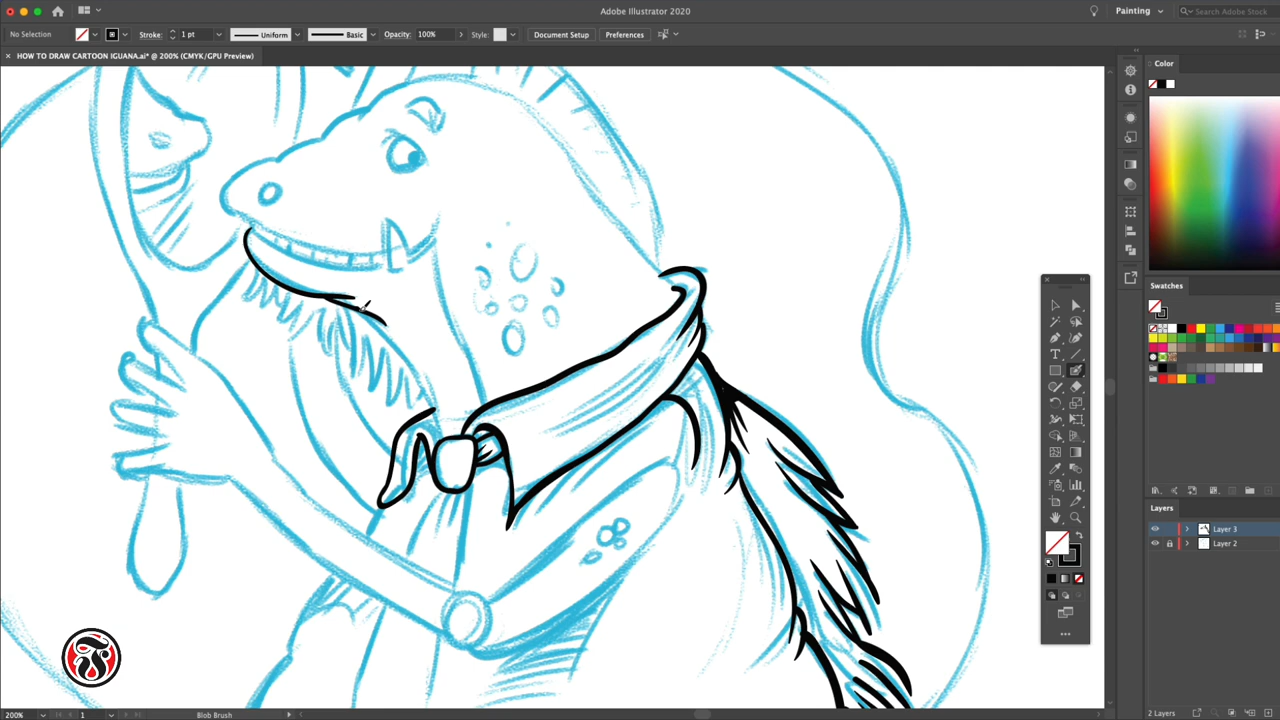 Adobe Illustrator 2020
Painting
Search Adobe Stock
No Selection
Stroke:
1 pt
Uniform
Basic
Opacity:
100%
Style:
Document Setup
Preferences
HOW TO DRAW CARTOON IGUANA.ai* @ 200% (CMYK/GPU Preview)
Color
Swatches
Layers
Layer 3
Layer 2
200%
1
Blob Brush
2 Layers